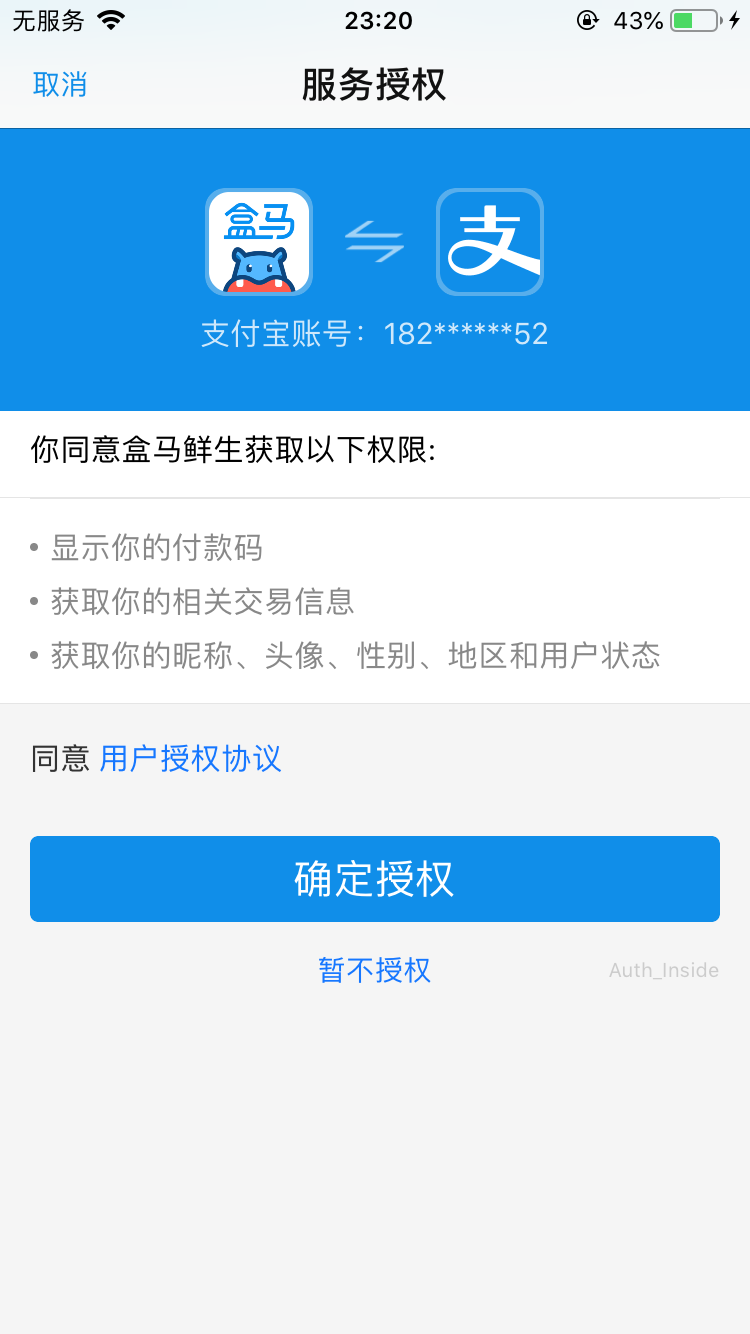 无服务 23:20 43%
取消 服务授权
盒马 支
支付宝账号：182******52
你同意盒马鲜生获取以下权限:
• 显示你的付款码
• 获取你的相关交易信息
• 获取你的昵称、头像、性别、地区和用户状态
同意 用户授权协议
确定授权
暂不授权 Auth_Inside